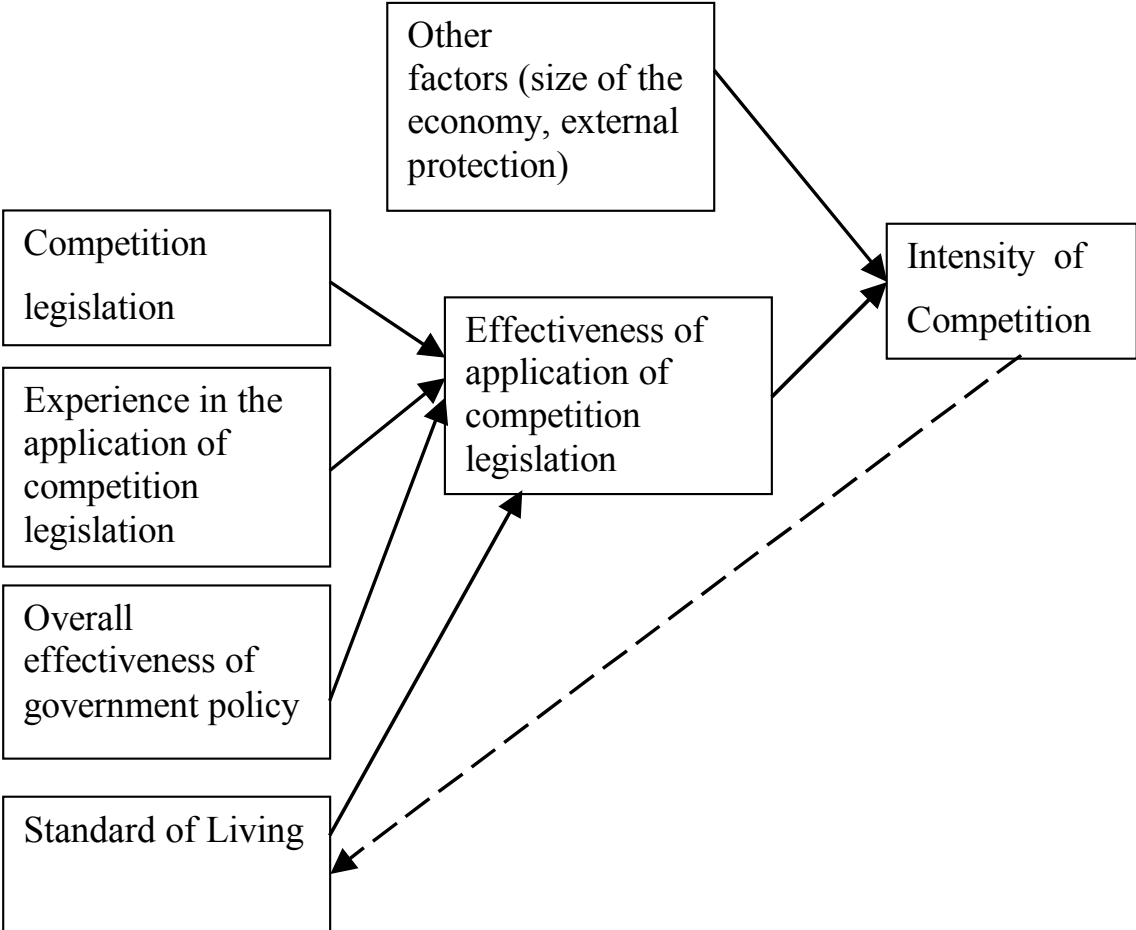 Other
factors (size of the
economy, external
protection)
Competition
legislation
Intensity of
Competition
Effectiveness of
application of
competition
legislation
Experience in the
application of
competition
legislation
Overall
effectiveness of
government policy
Standard of Living